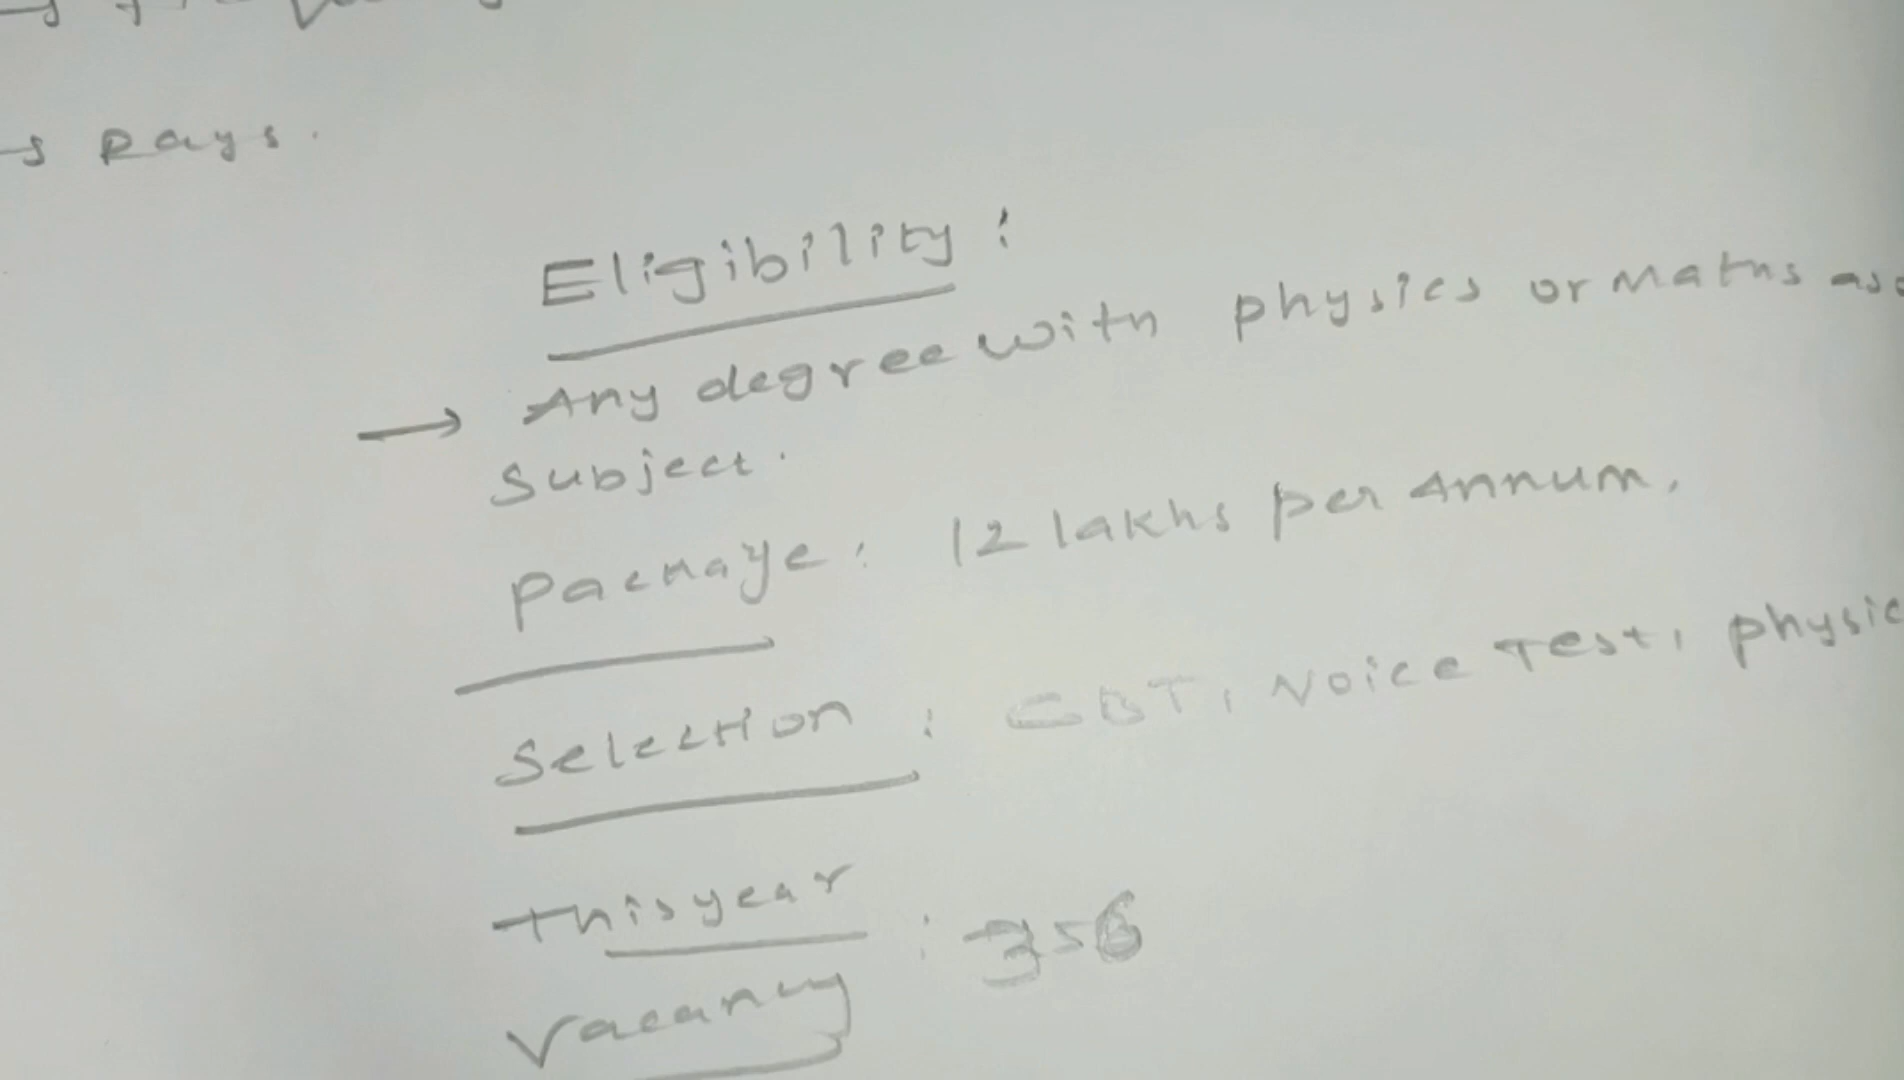 s Rays.
Eligibility :
→ Any degree with physics or Maths as a
Subject.
Package : 12 lakhs per Annum,
Selection : CBT, Voice Test, physic
This year
Vacancy : 356